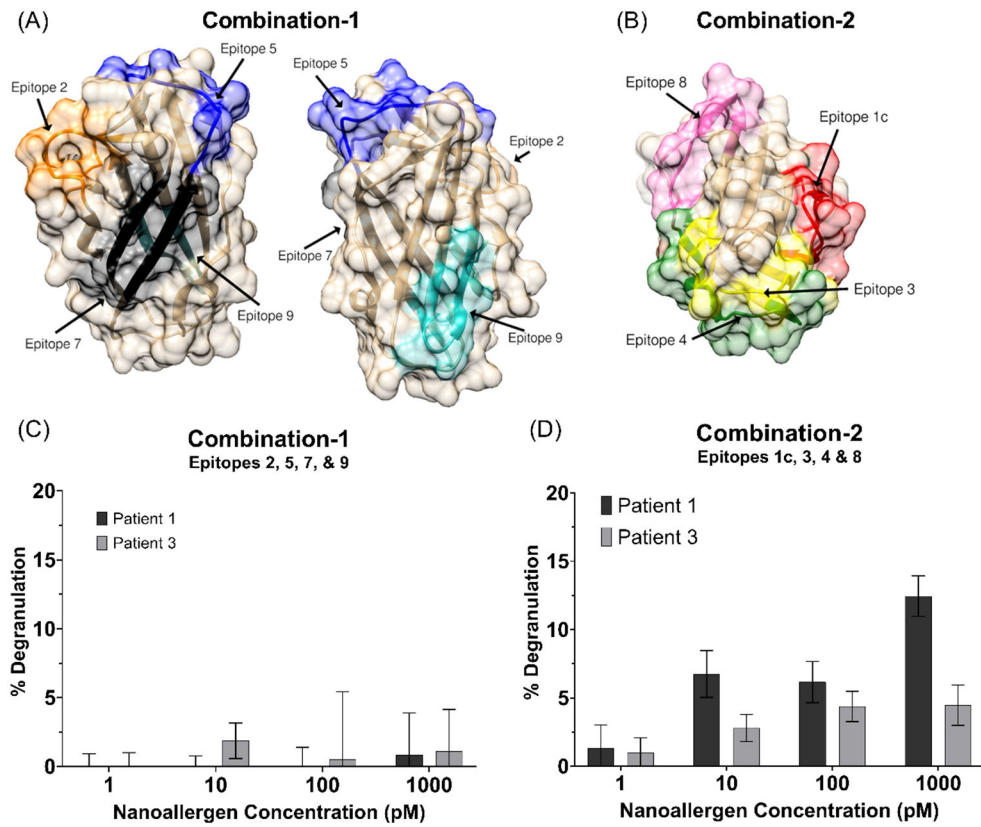 (A)
Combination-1
Epitope 5
Epitope 2
Epitope 7
Epitope 9
Epitope 5
Epitope 2
Epitope 7
Epitope 9
(B)
Combination-2
Epitope 8
Epitope 1c
Epitope 3
Epitope 4
(C)
Combination-1
Epitopes 2, 5, 7, & 9
Patient 1
Patient 3
% Degranulation
20
15
10
5
0
1 10 100 1000
Nanoallergen Concentration (pM)
(D)
Combination-2
Epitopes 1c, 3, 4 & 8
Patient 1
Patient 3
% Degranulation
20
15
10
5
0
1 10 100 1000
Nanoallergen Concentration (pM)